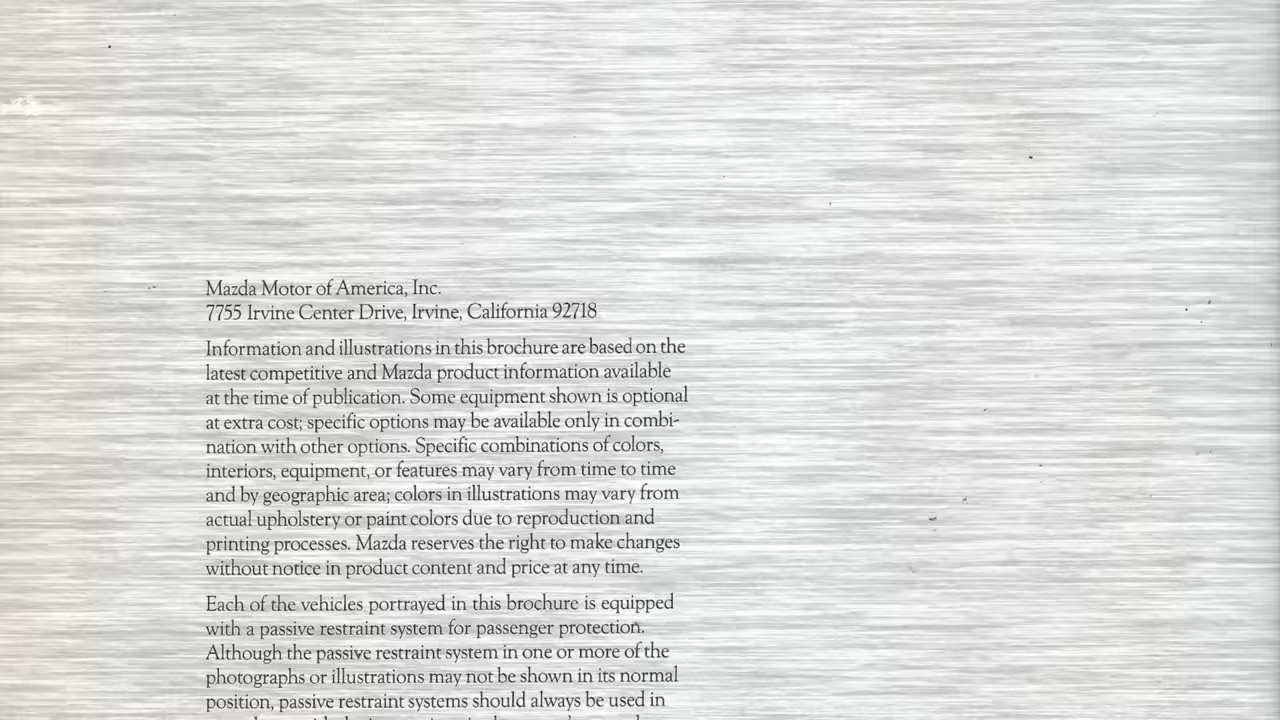 Mazda Motor of America, Inc.
7755 Irvine Center Drive, Irvine, California 92718
Information and illustrations in this brochure are based on the
latest competitive and Mazda product information available
at the time of publication. Some equipment shown is optional
at extra cost; specific options may be available only in combi-
nation with other options. Specific combinations of colors,
interiors, equipment, or features may vary from time to time
and by geographic area; colors in illustrations may vary from
actual upholstery or paint colors due to reproduction and
printing processes. Mazda reserves the right to make changes
without notice in product content and price at any time.
Each of the vehicles portrayed in this brochure is equipped
with a passive restraint system for passenger protection.
Although the passive restraint system in one or more of the
photographs or illustrations may not be shown in its normal
position, passive restraint systems should always be used in